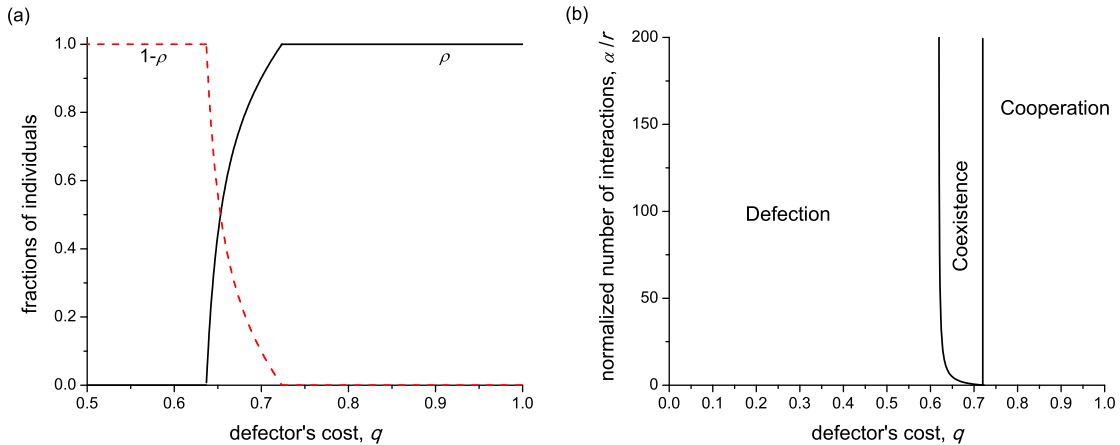 (a)
1.0
0.8
0.6
0.4
0.2
0.0
fractions of individuals
1-ρ
ρ
0.5
0.6
0.7
0.8
0.9
1.0
defector's cost, q
(b)
200
150
100
50
0
normalized number of interactions, α/r
Defection
Coexistence
Cooperation
0.0
0.1
0.2
0.3
0.4
0.5
0.6
0.7
0.8
0.9
1.0
defector's cost, q